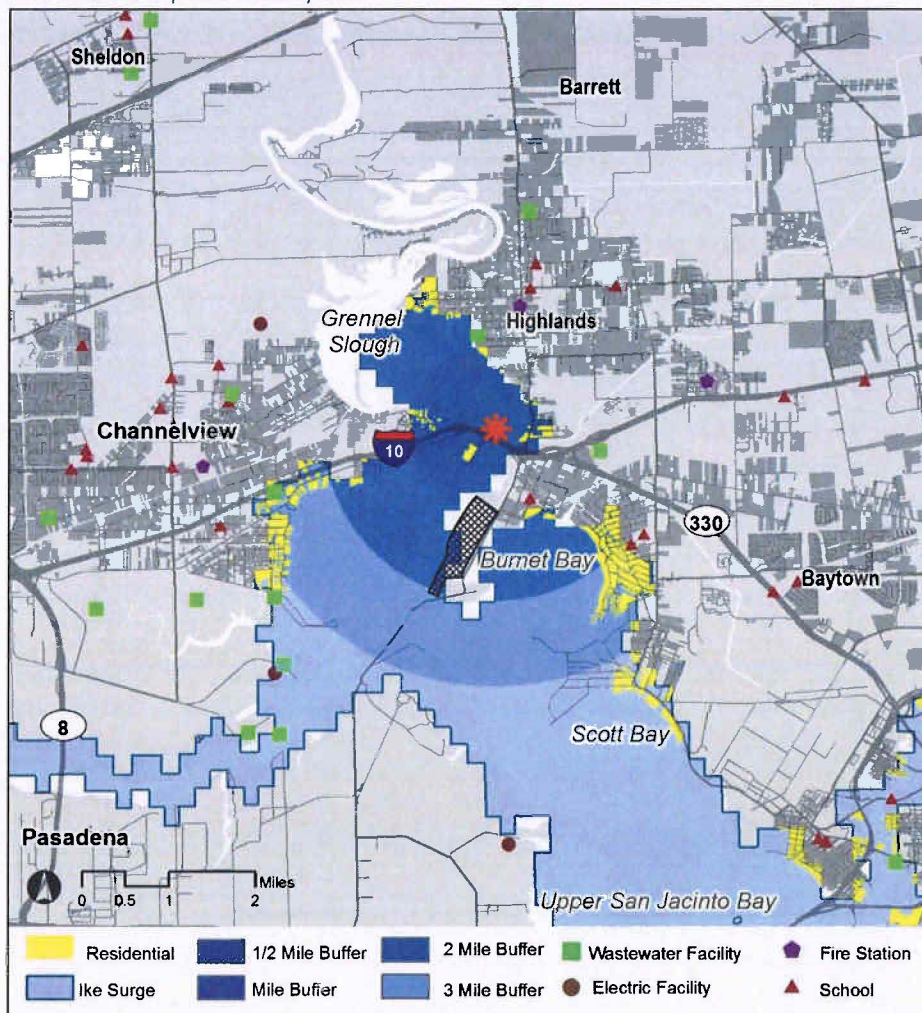 Sheldon
Barrett
Grennel
Slough
Highlands
Channelview
10
330
Burnet Bay
Baytown
8
Scott Bay
Pasadena
Miles
0 0.5 1 2
Upper San Jacinto Bay
Residential
1/2 Mile Buffer
2 Mile Buffer
Wastewater Facility
Fire Station
Ike Surge
Mile Buffer
3 Mile Buffer
Electric Facility
School